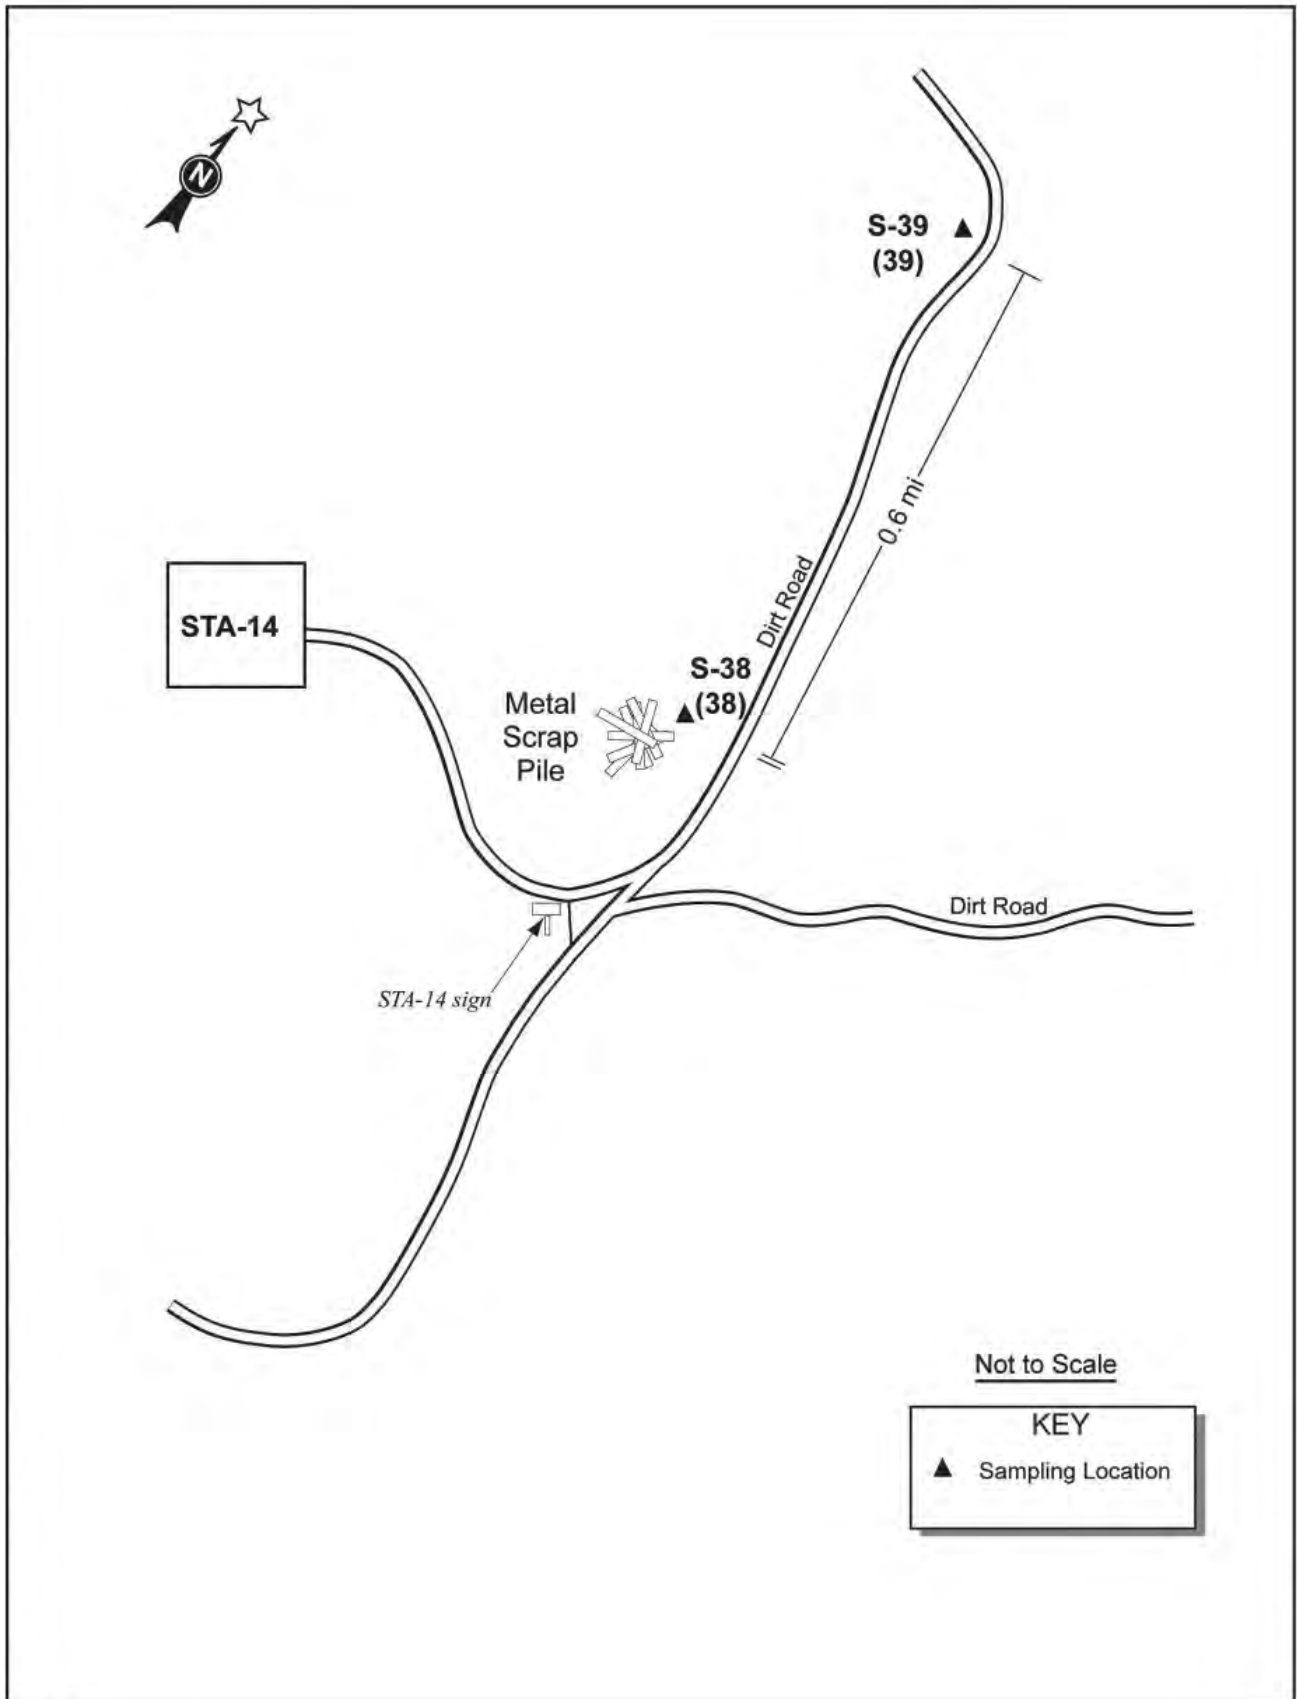 N
S-39
(39)
0.6 mi
Dirt Road
STA-14
S-38
(38)
Metal
Scrap
Pile
Dirt Road
STA-14 sign
Not to Scale
KEY
Sampling Location